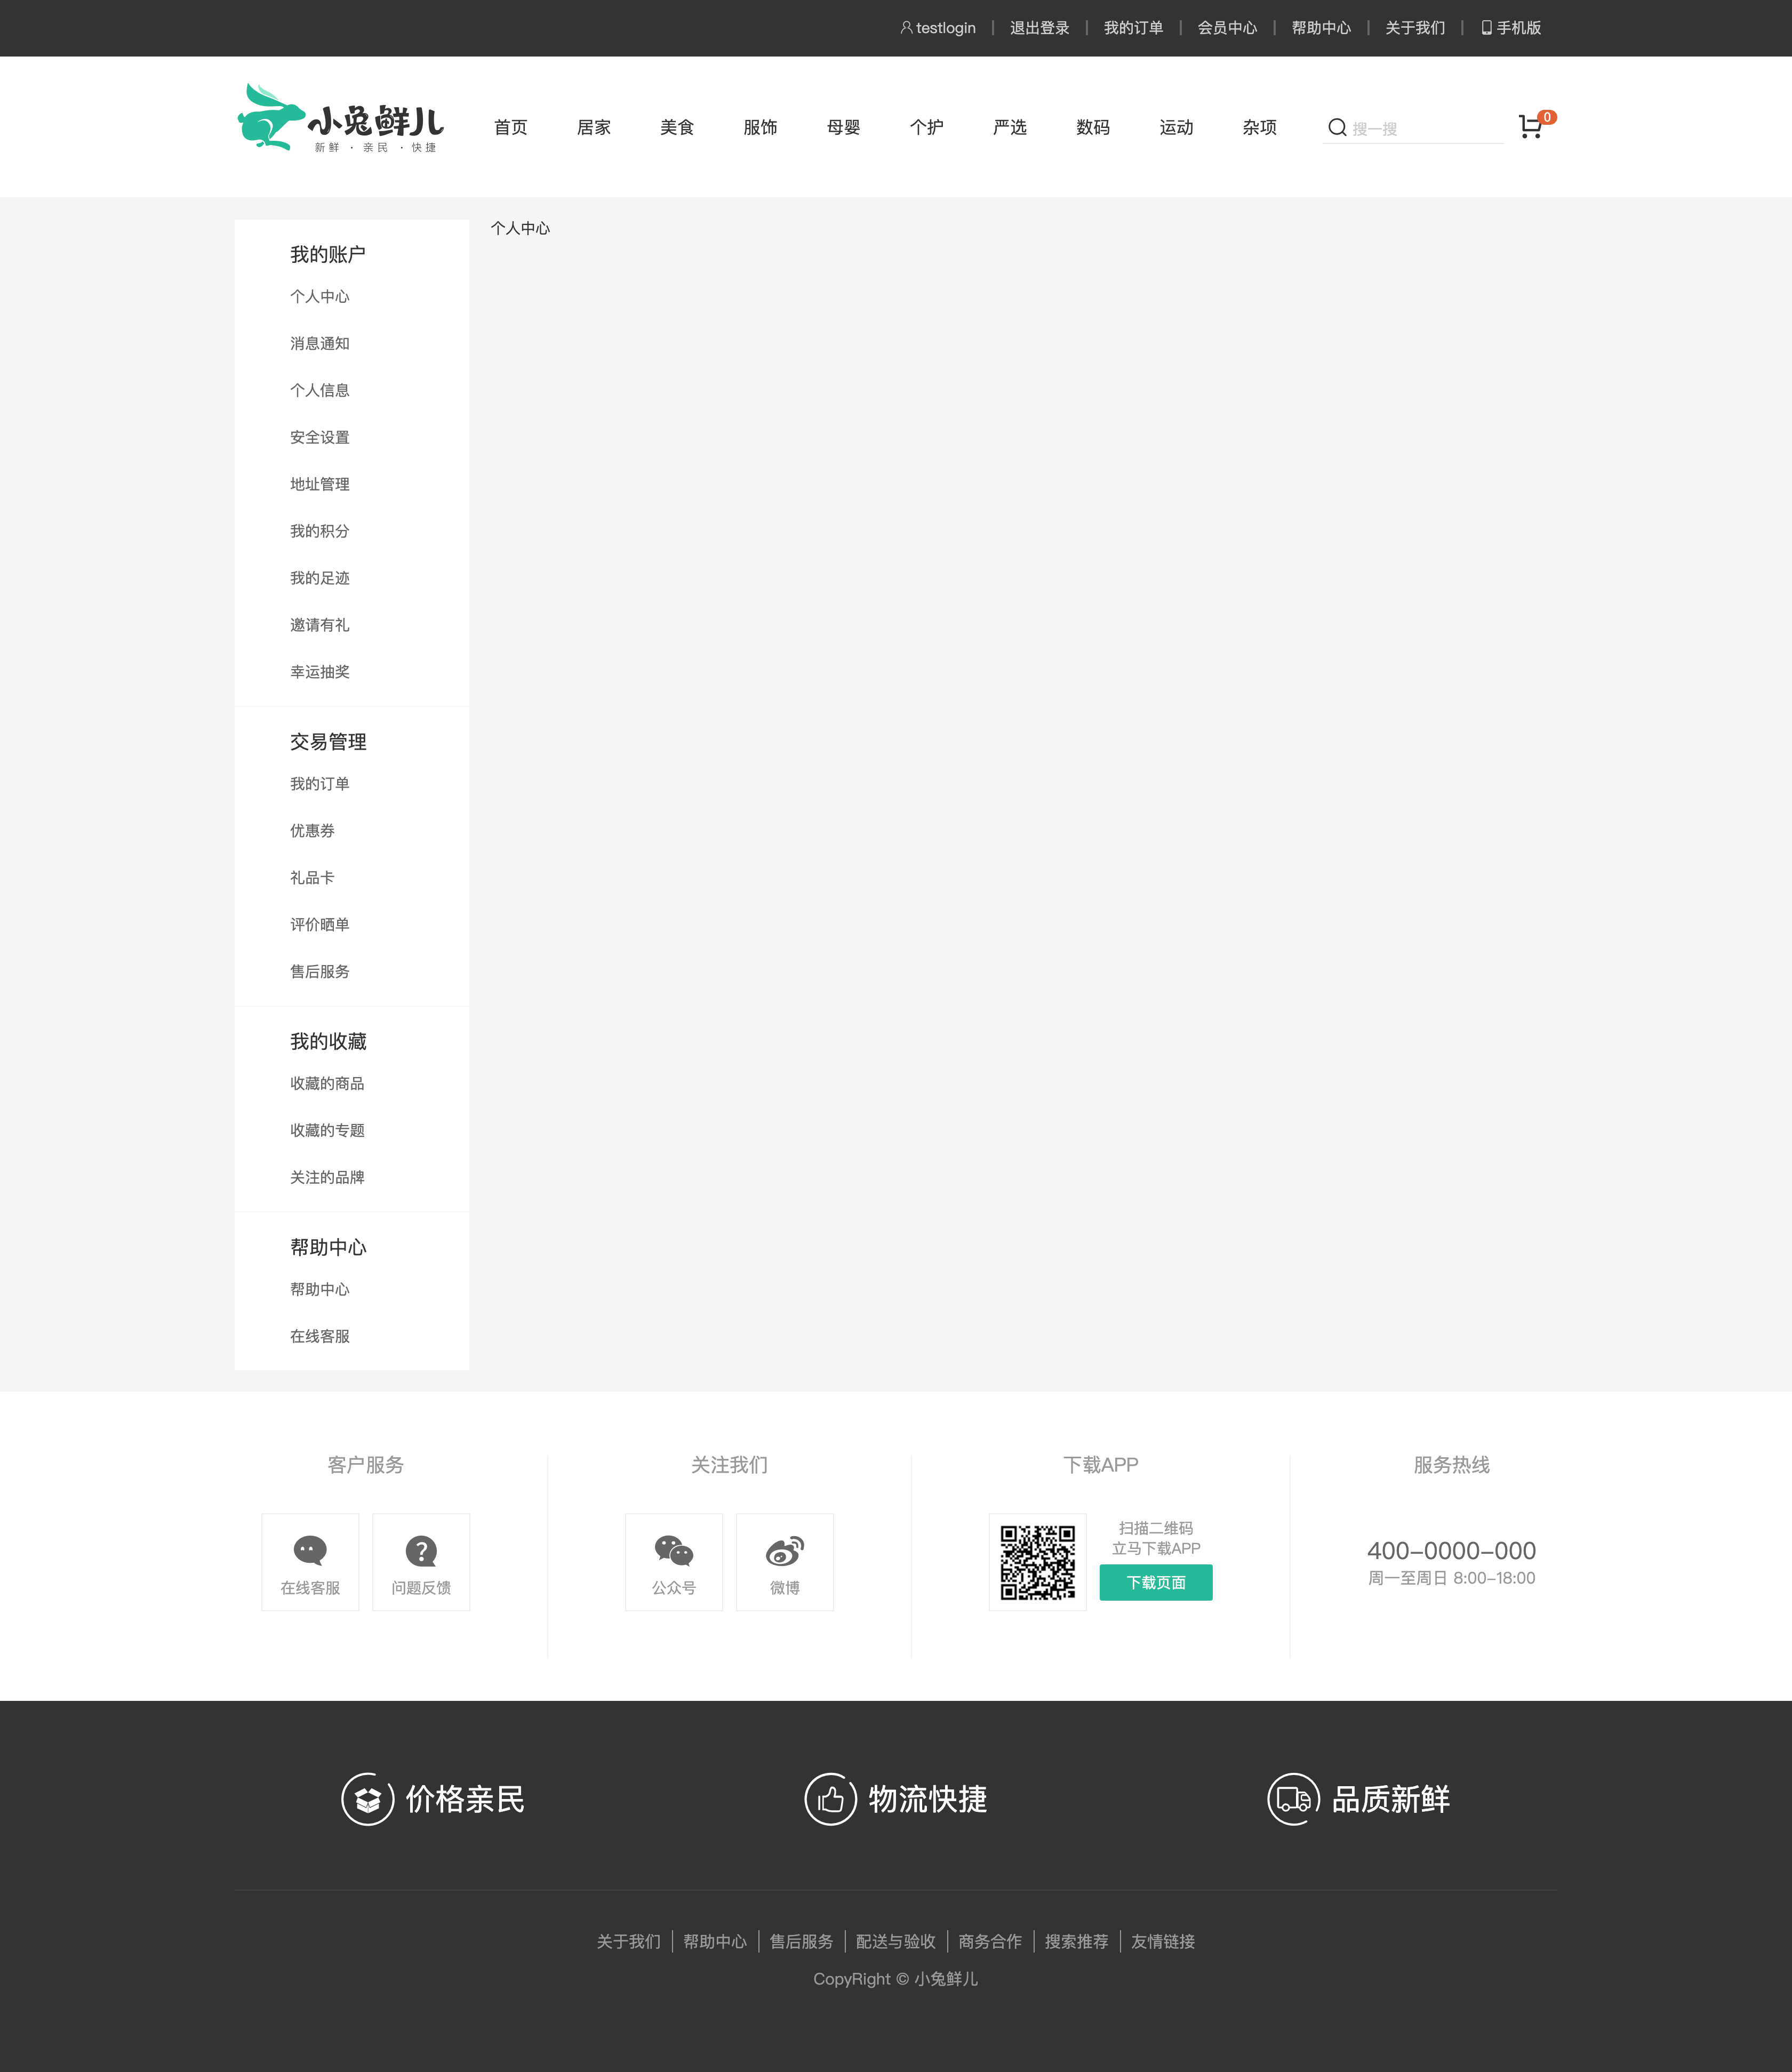 testlogin 退出登录 我的订单 会员中心 帮助中心 关于我们 手机版
小兔鲜儿
新鲜 · 亲民 · 快捷
首页 居家 美食 服饰 母婴 个护 严选 数码 运动 杂项 搜一搜 0
我的账户
个人中心
消息通知
个人信息
安全设置
地址管理
我的积分
我的足迹
邀请有礼
幸运抽奖
交易管理
我的订单
优惠券
礼品卡
评价晒单
售后服务
我的收藏
收藏的商品
收藏的专题
关注的品牌
帮助中心
帮助中心
在线客服
个人中心
客户服务
在线客服 问题反馈
关注我们
公众号 微博
下载APP
扫描二维码
立马下载APP
下载页面
服务热线
400-0000-000
周一至周日 8:00-18:00
价格亲民 物流快捷 品质新鲜
关于我们 帮助中心 售后服务 配送与验收 商务合作 搜索推荐 友情链接
CopyRight © 小兔鲜儿